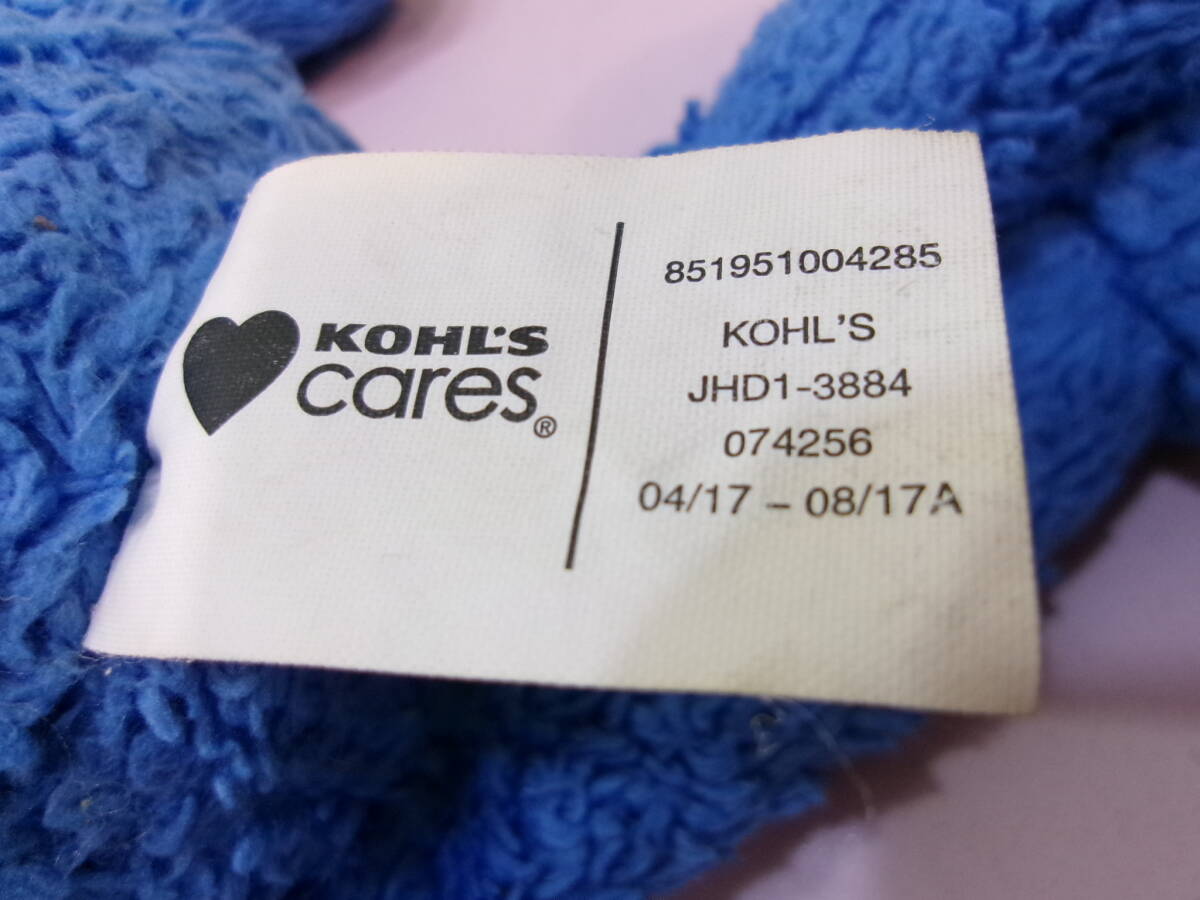 KOHL'S
cares®
851951004285
KOHL'S
JHD1-3884
074256
04/17 – 08/17A